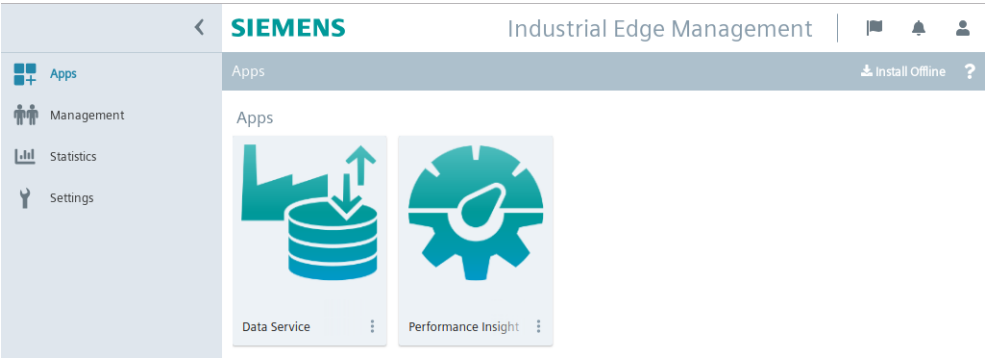 SIEMENS
Industrial Edge Management
Apps
Management
Statistics
Settings
Apps
Install Offline
?
Apps
Data Service
Performance Insight